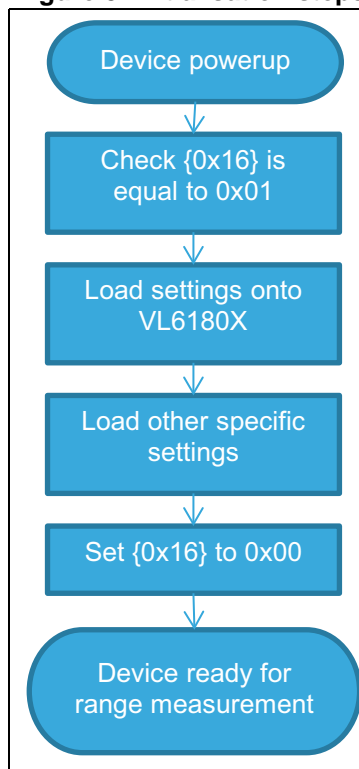 Device powerup
Check {0x16} is
equal to 0x01
Load settings onto
VL6180X
Load other specific
settings
Set {0x16} to 0x00
Device ready for
range measurement